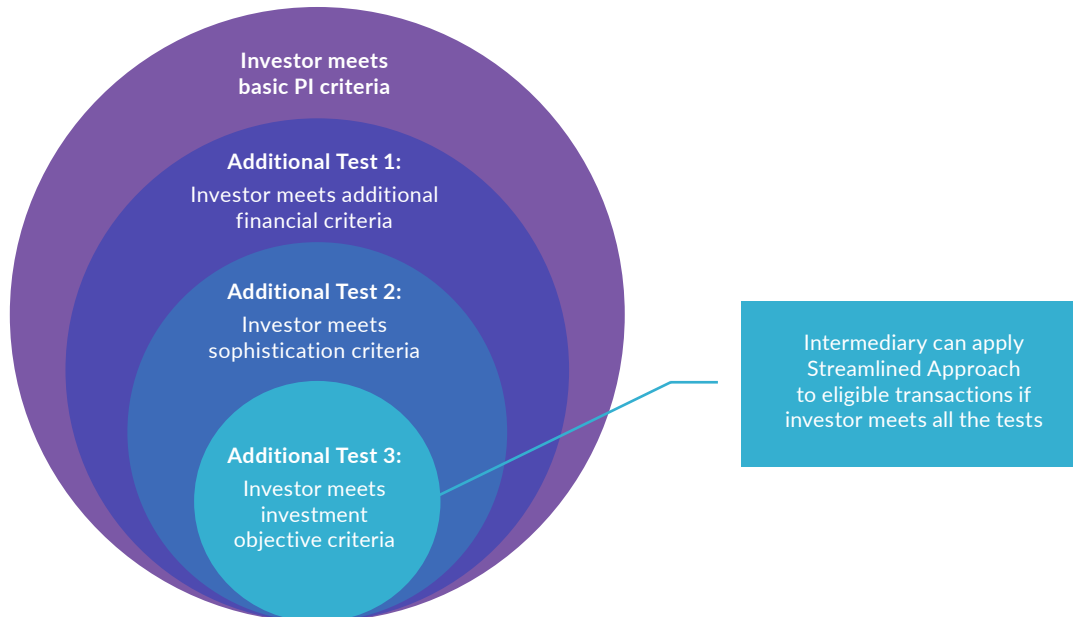 Investor meets
basic PI criteria
Additional Test 1:
Investor meets additional
financial criteria
Additional Test 2:
Investor meets
sophistication criteria
Additional Test 3:
Investor meets
investment
objective criteria
Intermediary can apply
Streamlined Approach
to eligible transactions if
investor meets all the tests